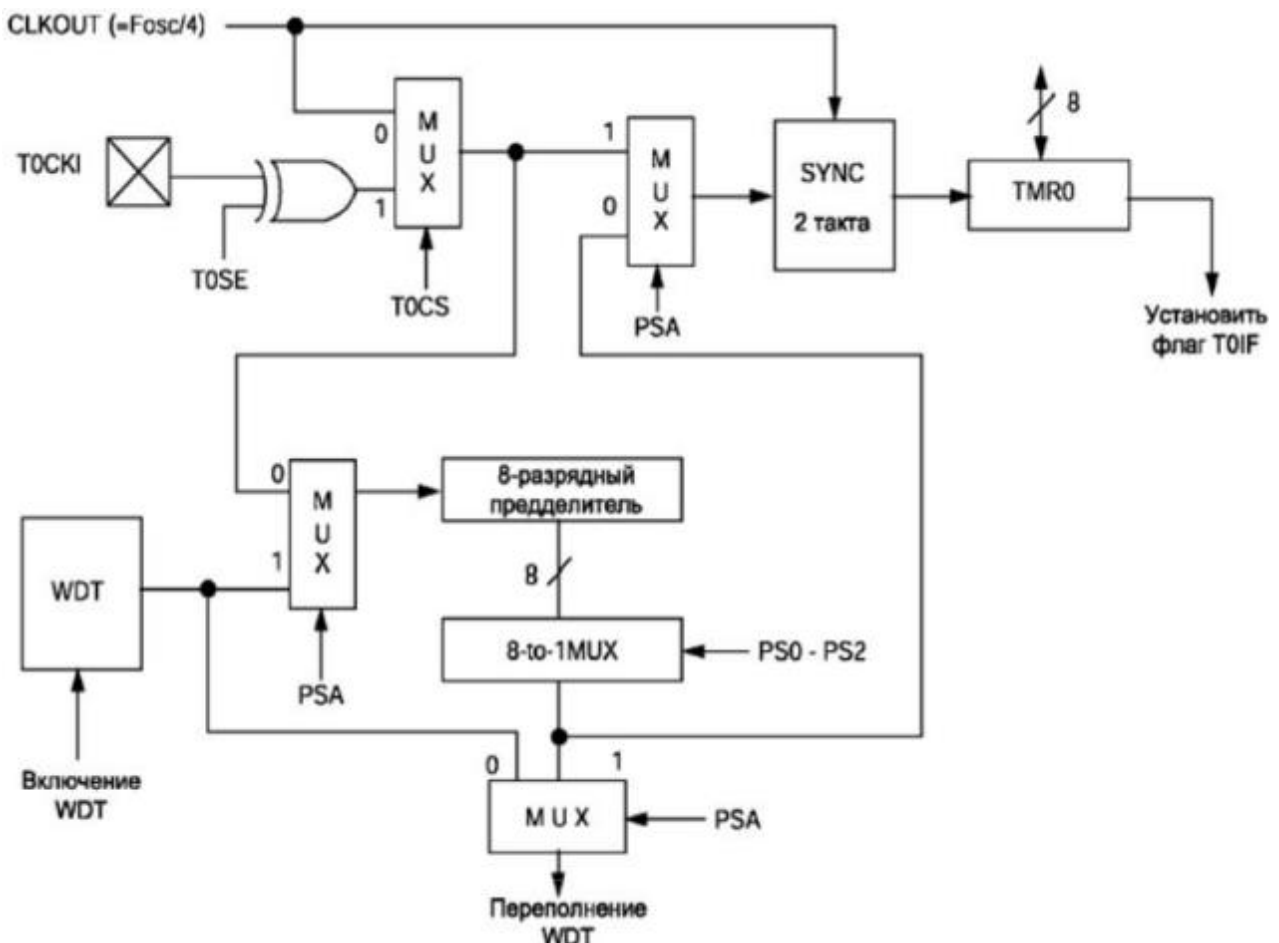 CLKOUT (=Fosc/4)
8
M
U
X
0
1
T0CKI
T0SE
T0CS
1
0
M
U
X
PSA
SYNC
2 такта
TMR0
Установить
флаг T0IF
0
1
M
U
X
PSA
8-разрядный
предделитель
8
WDT
8-to-1MUX
PS0 - PS2
Включение
WDT
0
1
M U X
PSA
Переполнение
WDT